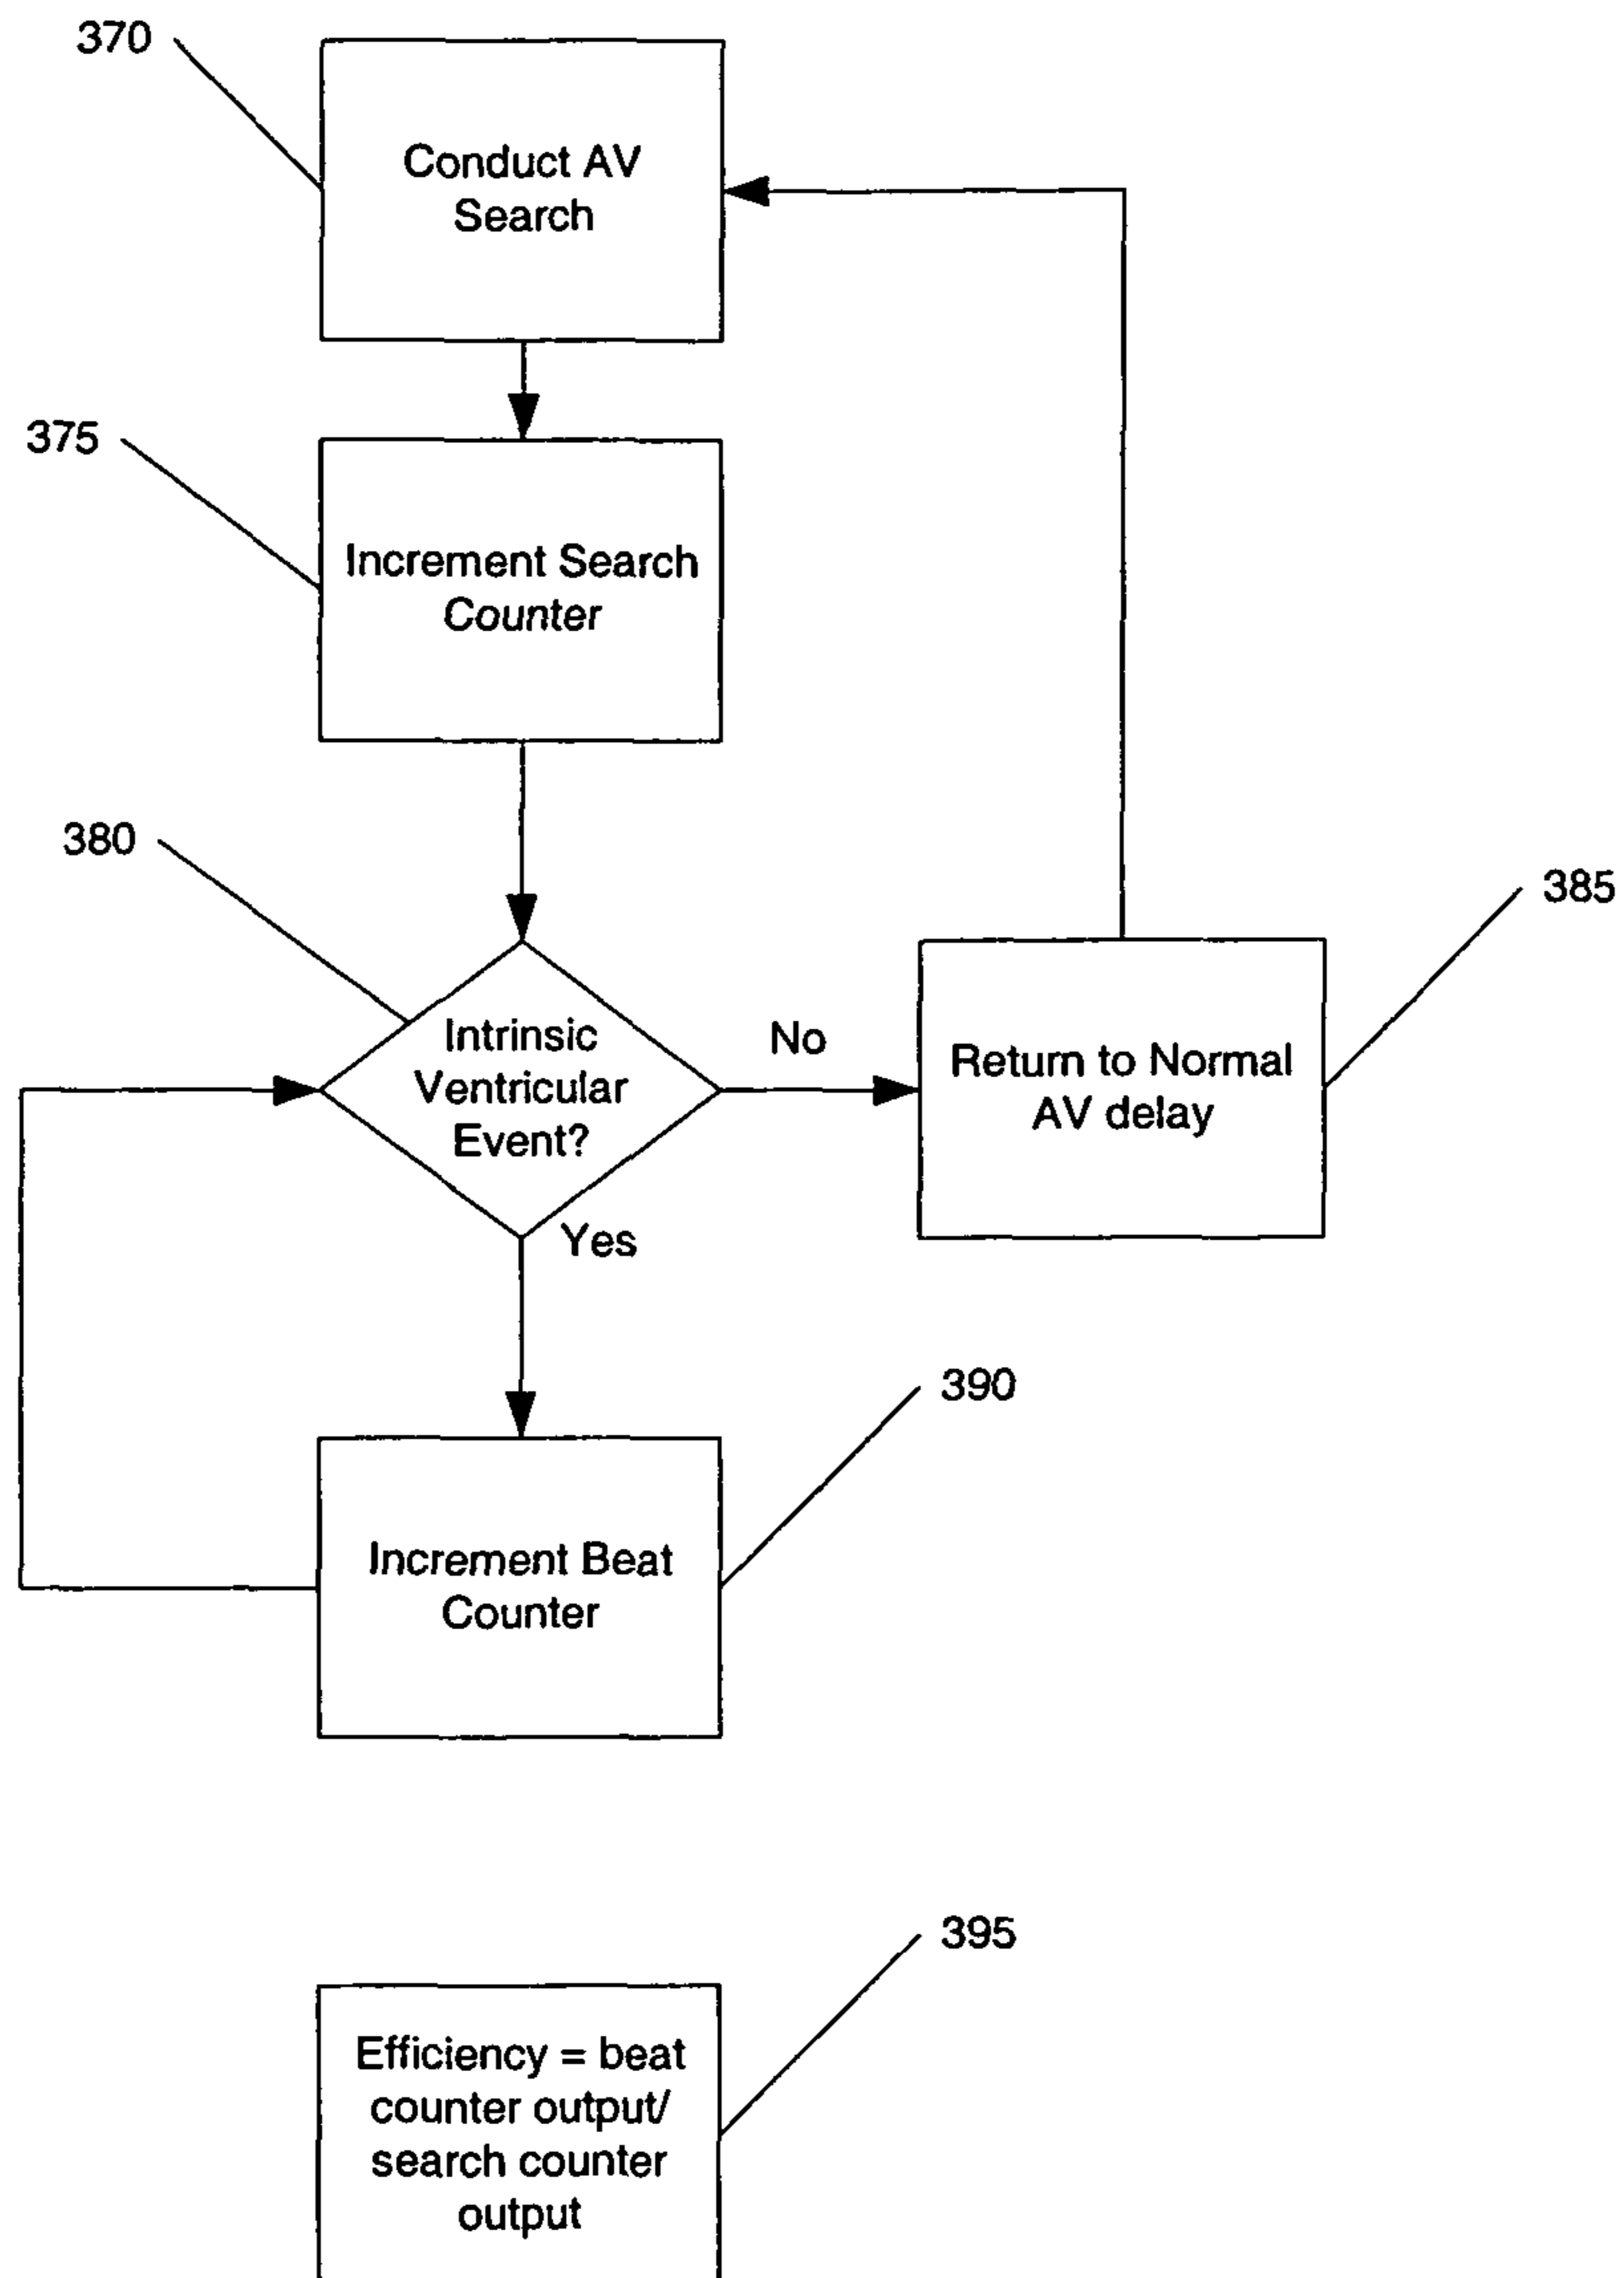 370
Conduct AV
Search
375
Increment Search
Counter
380
Intrinsic
Ventricular
Event?
No
385
Return to Normal
AV delay
Yes
390
Increment Beat
Counter
395
Efficiency = beat
counter output/
search counter
output